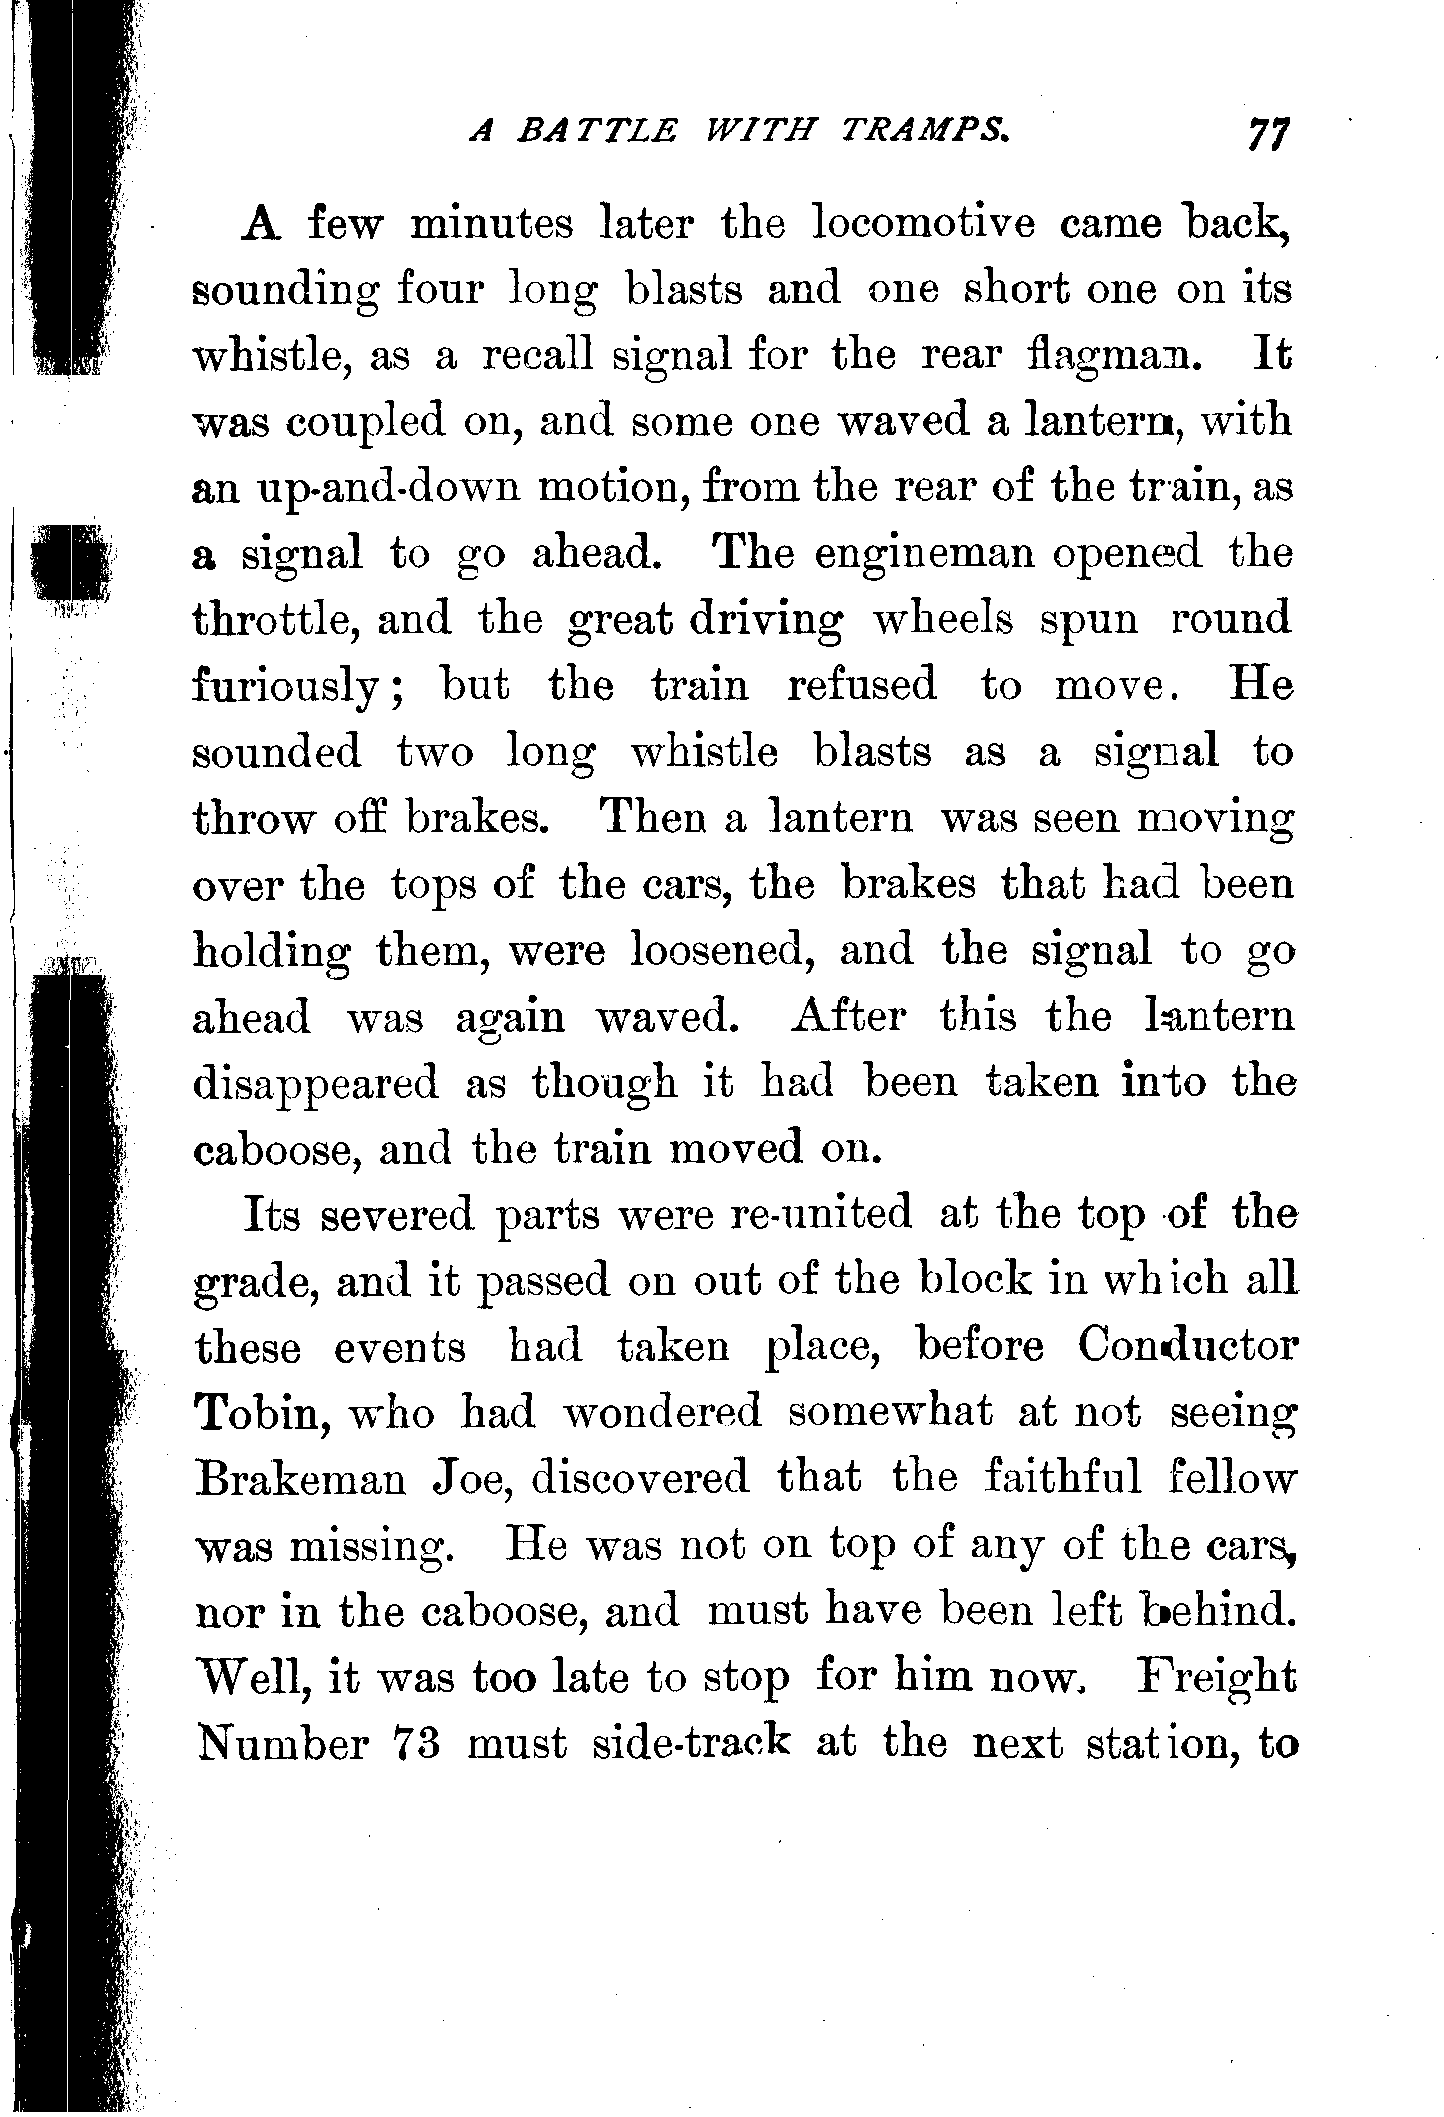 A BATTLE WITH TRAMPS. 77
A few minutes later the locomotive came back,
sounding four long blasts and one short one on its
whistle, as a recall signal for the rear flagman. It
was coupled on, and some one waved a lantern, with
an up-and-down motion, from the rear of the train, as
a signal to go ahead. The engineman opened the
throttle, and the great driving wheels spun round
furiously; but the train refused to move. He
sounded two long whistle blasts as a signal to
throw off brakes. Then a lantern was seen moving
over the tops of the cars, the brakes that had been
holding them, were loosened, and the signal to go
ahead was again waved. After this the lantern
disappeared as though it had been taken into the
caboose, and the train moved on.
Its severed parts were re-united at the top of the
grade, and it passed on out of the block in which all
these events had taken place, before Conductor
Tobin, who had wondered somewhat at not seeing
Brakeman Joe, discovered that the faithful fellow
was missing. He was not on top of any of the cars,
nor in the caboose, and must have been left behind.
Well, it was too late to stop for him now. Freight
Number 73 must side-track at the next station, to